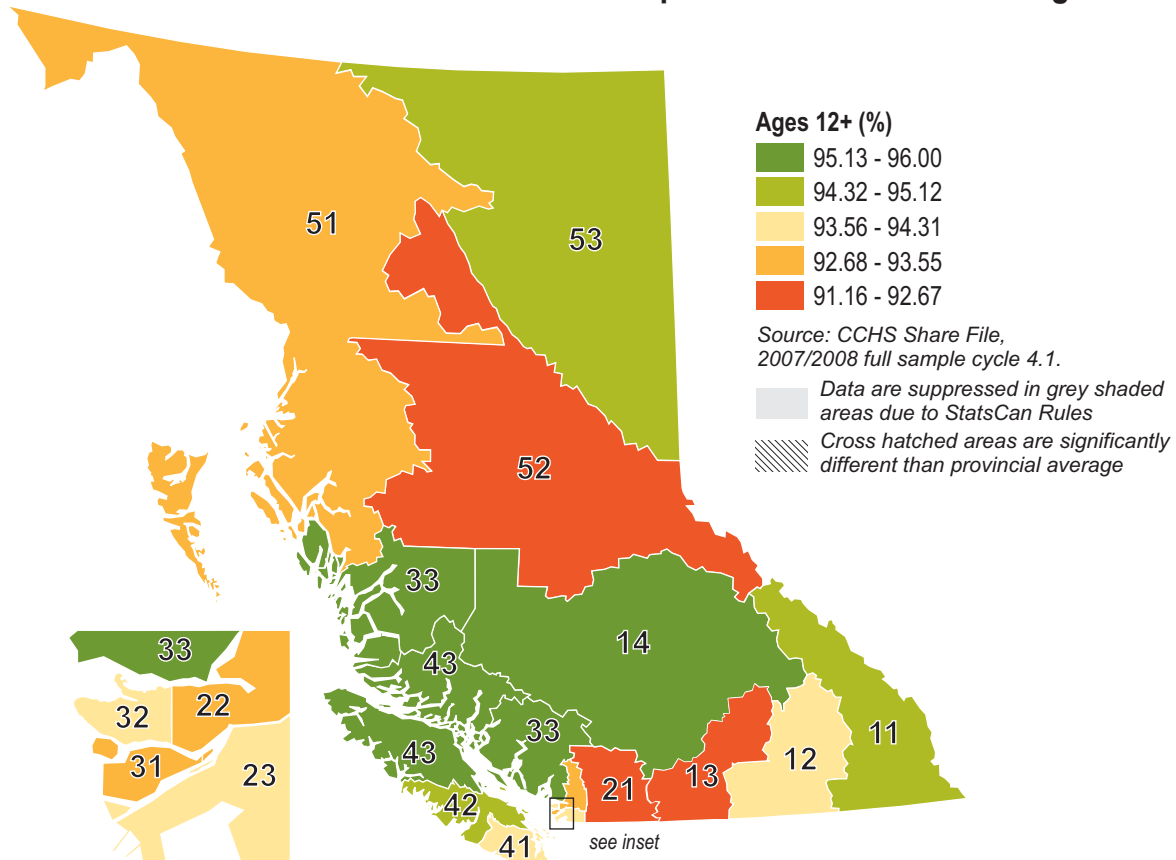 Ages 12+ (%)
95.13 - 96.00
94.32 - 95.12
93.56 - 94.31
92.68 - 93.55
91.16 - 92.67
Source: CCHS Share File,
2007/2008 full sample cycle 4.1.
Data are suppressed in grey shaded
areas due to StatsCan Rules
Cross hatched areas are significantly
different than provincial average
51
53
52
33
14
43
33
43
42
41
21
13
12
11
see inset
33
32
22
31
23